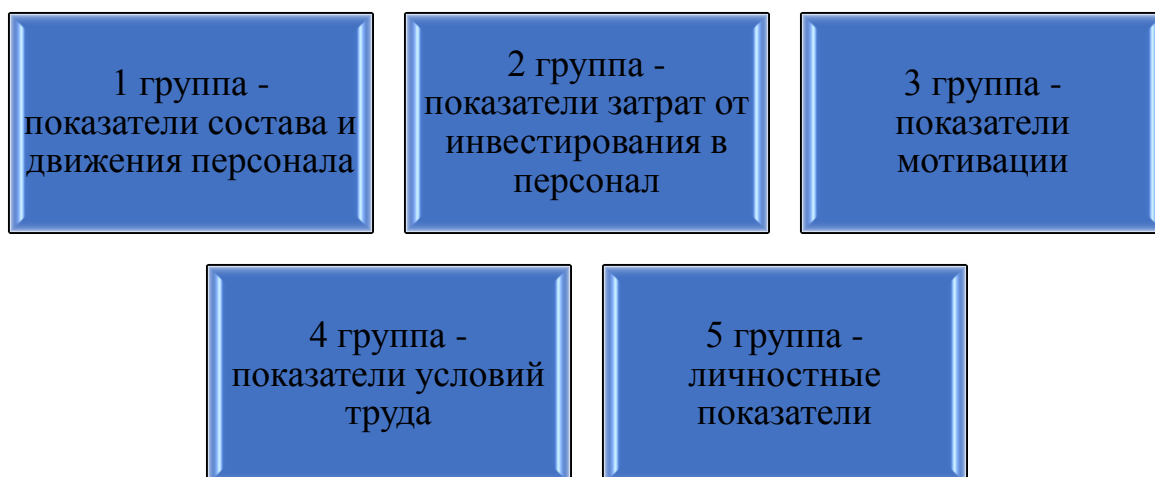 1 группа -
показатели состава и
движения персонала
2 группа -
показатели затрат от
инвестирования в
персонал
3 группа -
показатели
мотивации
4 группа -
показатели условий
труда
5 группа -
личностные
показатели